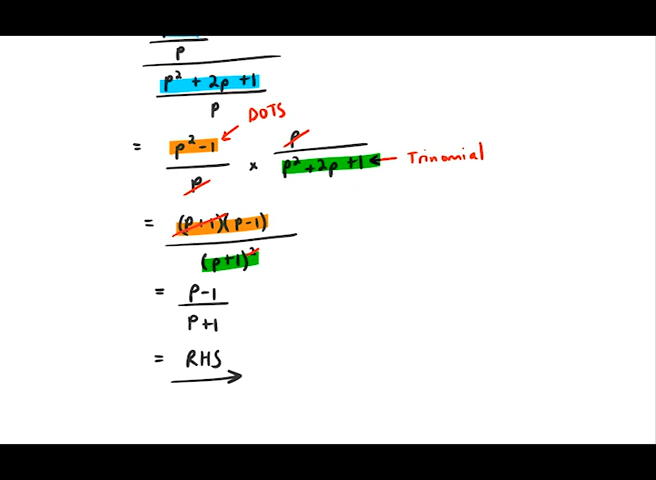 p
p² + 2p + 1
p
DOTS
= p² - 1 × p
p p² + 2p + 1 Trinomial
= (p+1)(p-1)
(p+1)²
= p-1
p+1
= RHS